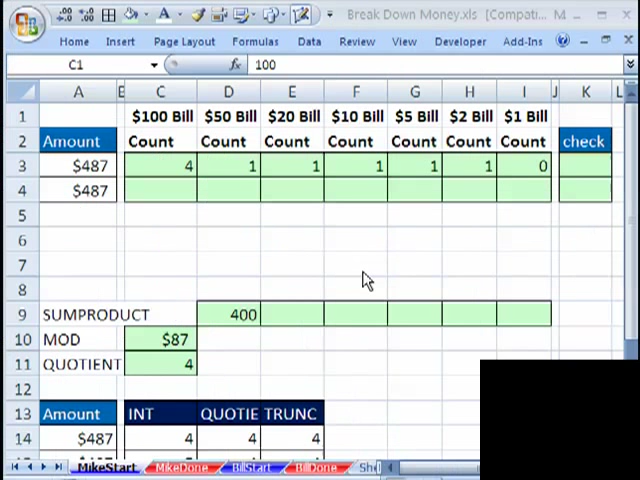 Break Down Money.xls [Compati... M...
Home Insert Page Layout Formulas Data Review View Developer Add-Ins
C1 fx 100
A B C D E F G H I J K L
1 $100 Bill $50 Bill $20 Bill $10 Bill $5 Bill $2 Bill $1 Bill
2 Amount Count Count Count Count Count Count Count check
3 $487 4 1 1 1 1 1 0
4 $487
5
6
7
8
9 SUMPRODUCT 400
10 MOD $87
11 QUOTIENT 4
12
13 Amount INT QUOTIE TRUNC
14 $487 4 4 4
MikeStart MikeDone BillStart BillDone She